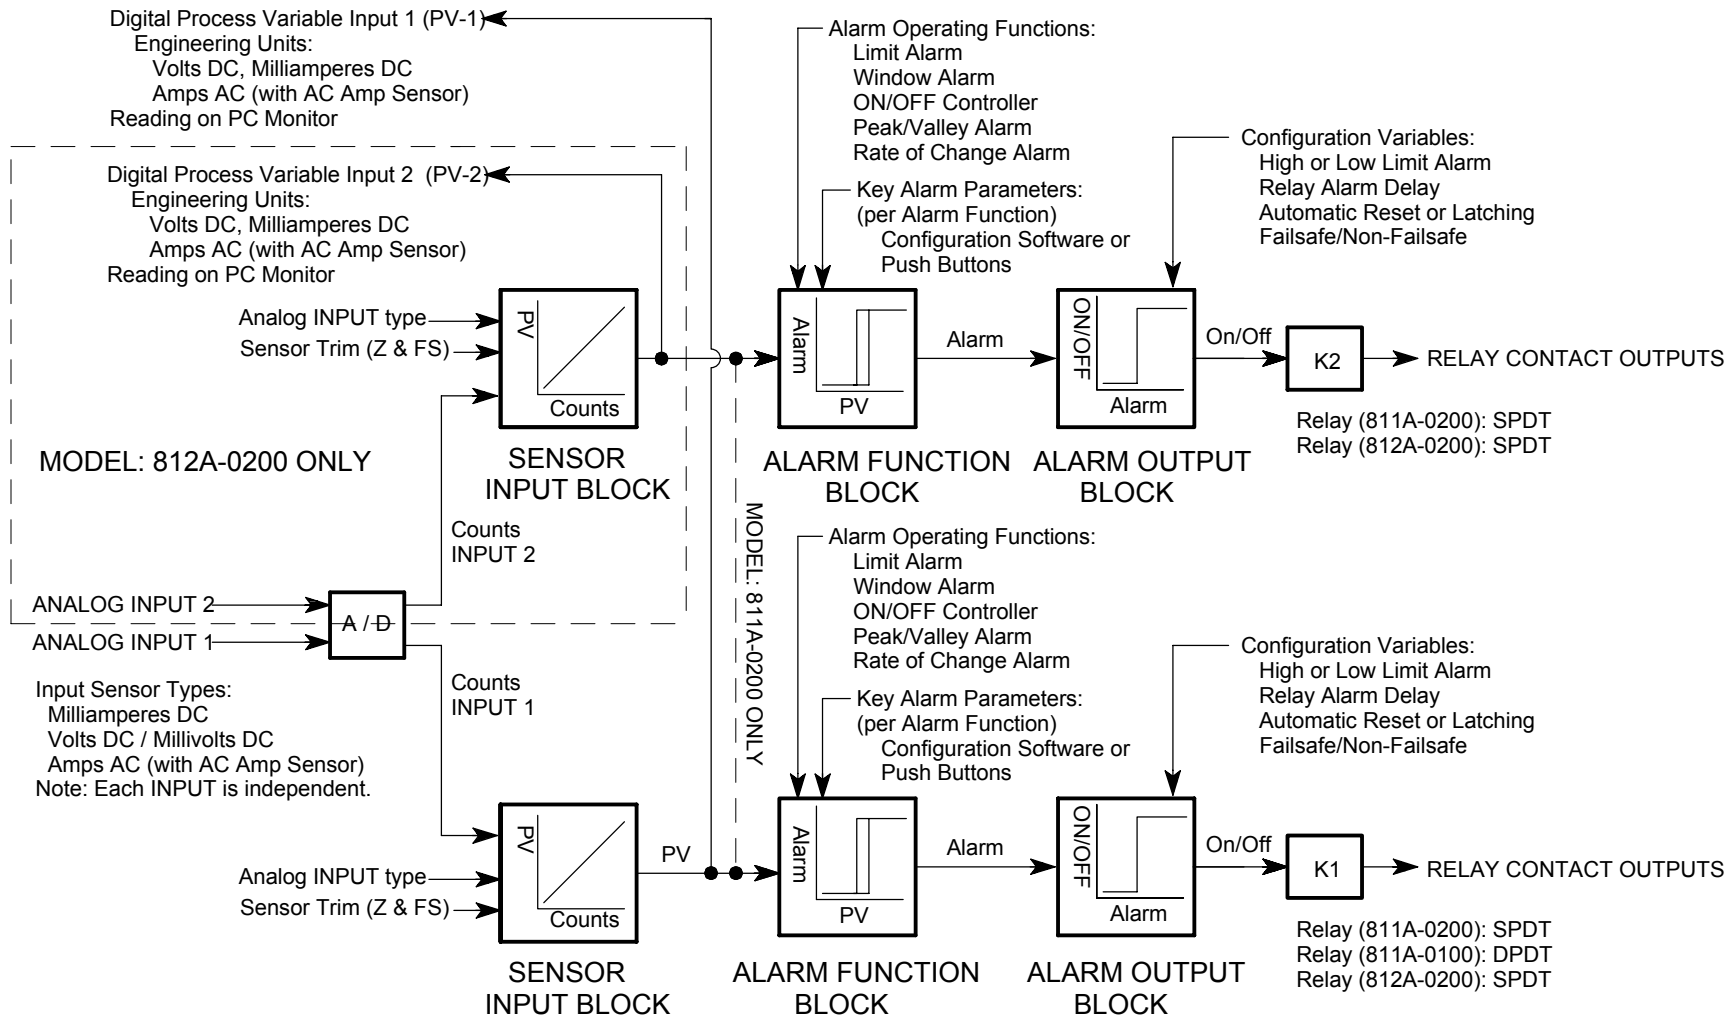 Digital Process Variable Input 1 (PV-1)
Engineering Units:
Volts DC, Milliamperes DC
Amps AC (with AC Amp Sensor)
Reading on PC Monitor
Digital Process Variable Input 2 (PV-2)
Engineering Units:
Volts DC, Milliamperes DC
Amps AC (with AC Amp Sensor)
Reading on PC Monitor
Analog INPUT type
Sensor Trim (Z & FS)
PV
Counts
SENSOR
INPUT BLOCK
MODEL: 812A-0200 ONLY
Counts
INPUT 2
ANALOG INPUT 2
ANALOG INPUT 1
A / D
Counts
INPUT 1
Input Sensor Types:
Milliamperes DC
Volts DC / Millivolts DC
Amps AC (with AC Amp Sensor)
Note: Each INPUT is independent.
Analog INPUT type
Sensor Trim (Z & FS)
PV
Counts
SENSOR
INPUT BLOCK
PV
MODEL: 811A-0200 ONLY
Alarm Operating Functions:
Limit Alarm
Window Alarm
ON/OFF Controller
Peak/Valley Alarm
Rate of Change Alarm
Key Alarm Parameters:
(per Alarm Function)
Configuration Software or
Push Buttons
Alarm
PV
ALARM FUNCTION
BLOCK
Alarm
Configuration Variables:
High or Low Limit Alarm
Relay Alarm Delay
Automatic Reset or Latching
Failsafe/Non-Failsafe
ON/OFF
Alarm
ALARM OUTPUT
BLOCK
On/Off
K2
RELAY CONTACT OUTPUTS
Relay (811A-0200): SPDT
Relay (812A-0200): SPDT
Alarm Operating Functions:
Limit Alarm
Window Alarm
ON/OFF Controller
Peak/Valley Alarm
Rate of Change Alarm
Key Alarm Parameters:
(per Alarm Function)
Configuration Software or
Push Buttons
Alarm
PV
ALARM FUNCTION
BLOCK
Alarm
Configuration Variables:
High or Low Limit Alarm
Relay Alarm Delay
Automatic Reset or Latching
Failsafe/Non-Failsafe
ON/OFF
Alarm
ALARM OUTPUT
BLOCK
On/Off
K1
RELAY CONTACT OUTPUTS
Relay (811A-0200): SPDT
Relay (811A-0100): DPDT
Relay (812A-0200): SPDT